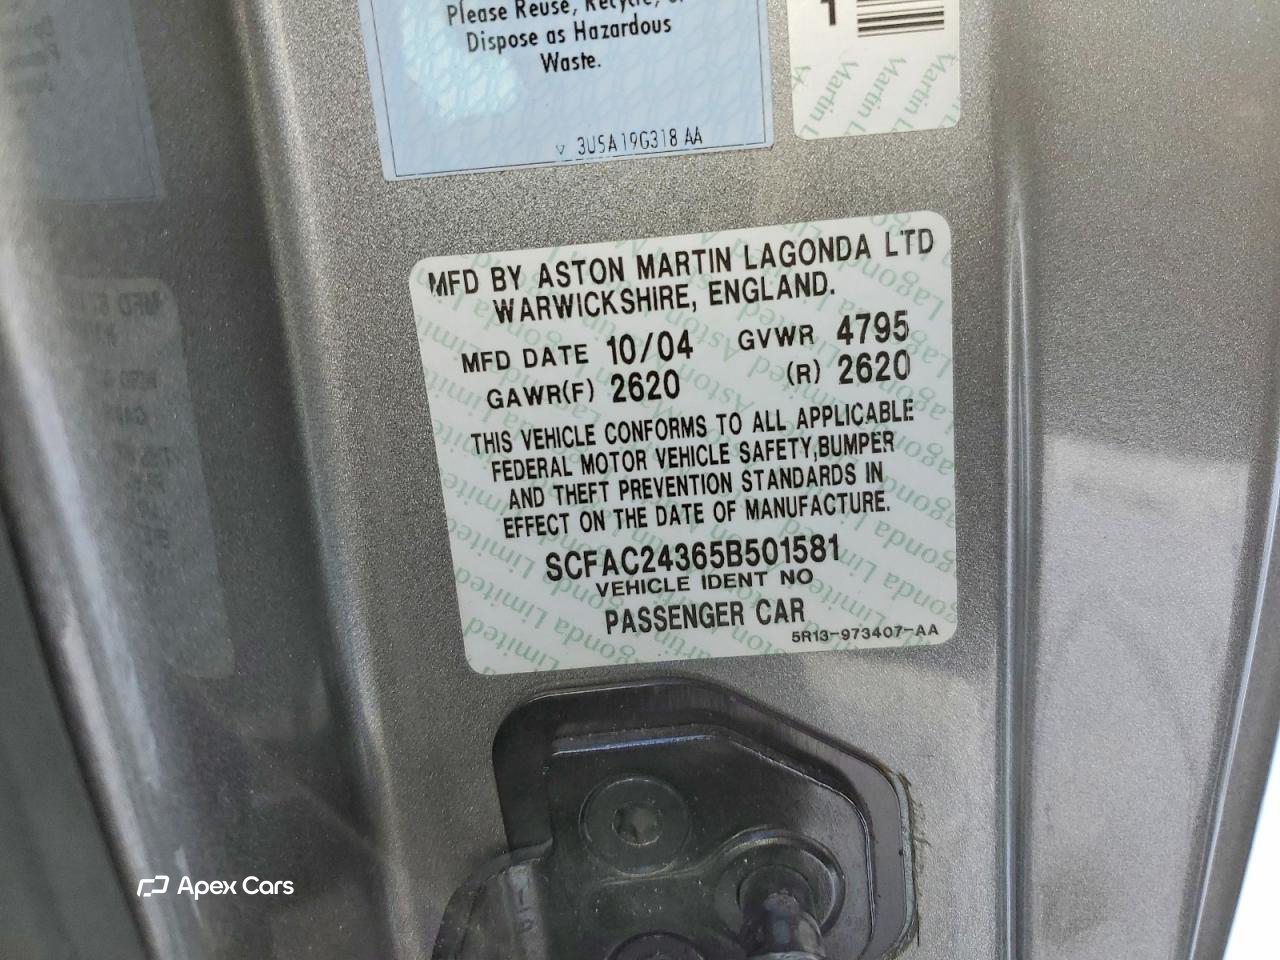 Please Reuse, Recycle, or
Dispose as Hazardous
Waste.
v 3U5A19G318 AA
1
MFD BY ASTON MARTIN LAGONDA LTD
WARWICKSHIRE, ENGLAND.
MFD DATE 10/04 GVWR 4795
GAWR(F) 2620 (R) 2620
THIS VEHICLE CONFORMS TO ALL APPLICABLE
FEDERAL MOTOR VEHICLE SAFETY,BUMPER
AND THEFT PREVENTION STANDARDS IN
EFFECT ON THE DATE OF MANUFACTURE.
SCFAC24365B501581
VEHICLE IDENT NO
PASSENGER CAR
5R13-973407-AA
Apex Cars